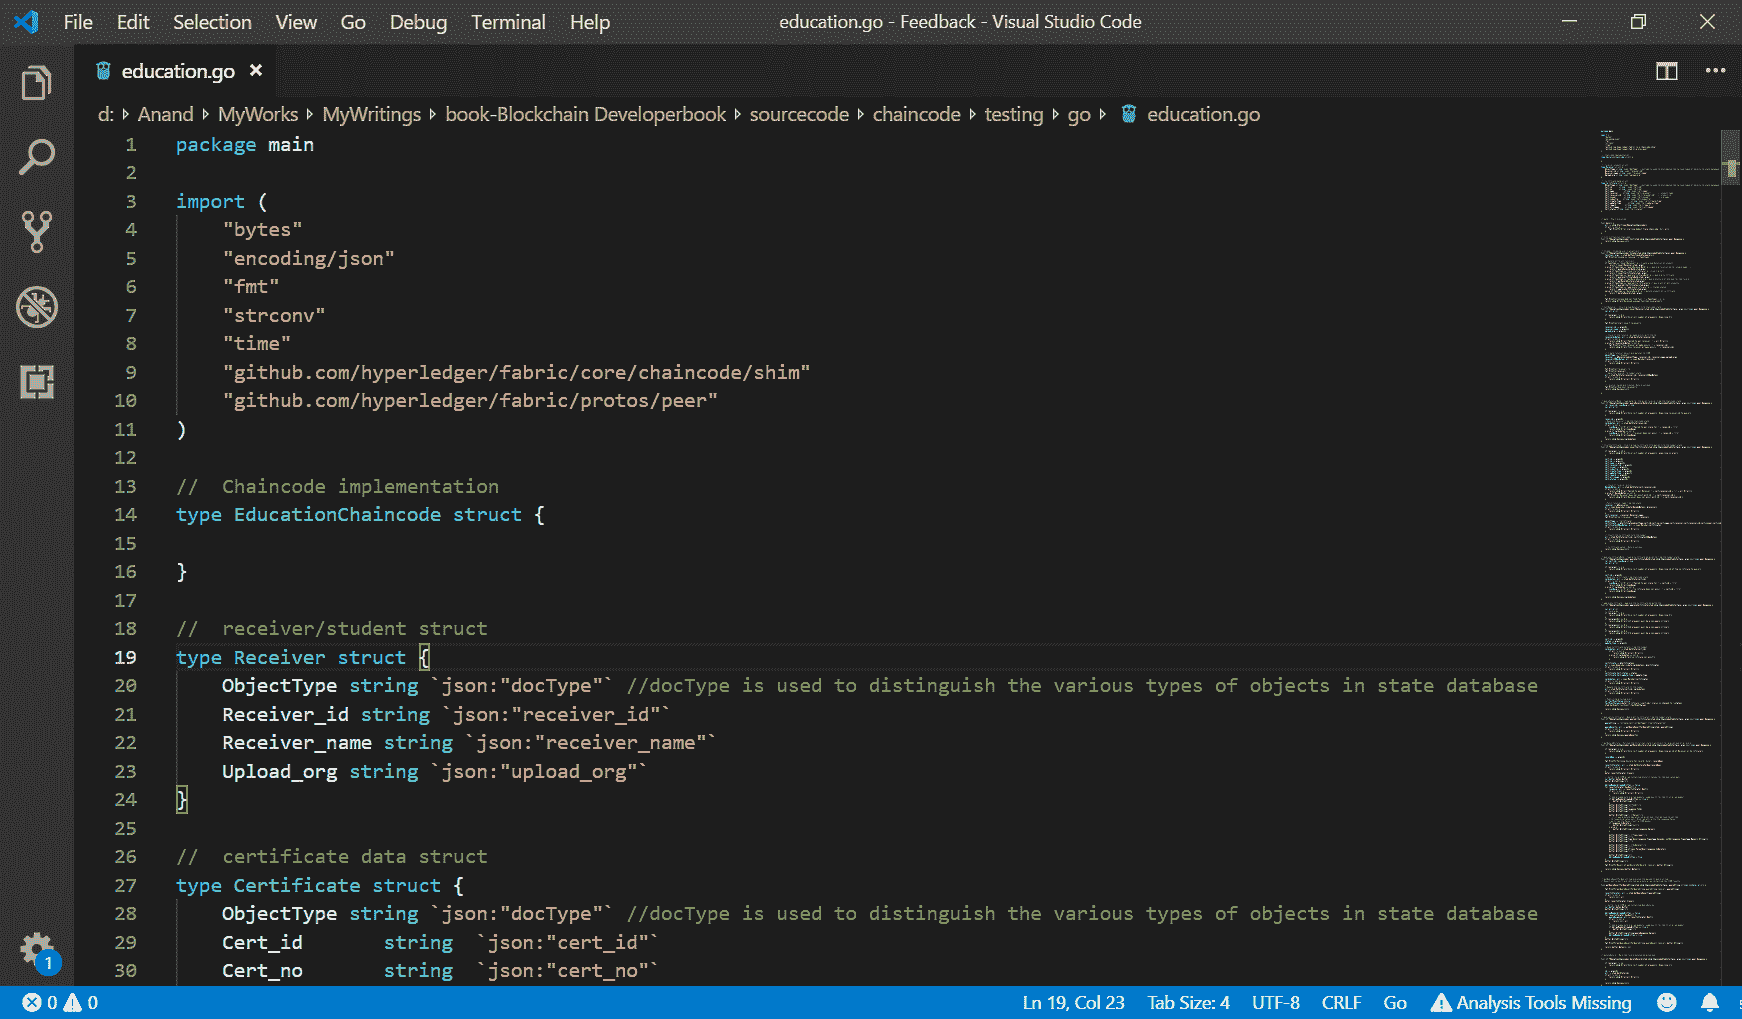 File Edit Selection View Go Debug Terminal Help education.go - Feedback - Visual Studio Code
education.go
d: Anand MyWorks MyWritings book-Blockchain Developerbook sourcecode chaincode testing go education.go
1 package main
2
3 import (
4 "bytes"
5 "encoding/json"
6 "fmt"
7 "strconv"
8 "time"
9 "github.com/hyperledger/fabric/core/chaincode/shim"
10 "github.com/hyperledger/fabric/protos/peer"
11 )
12
13 // Chaincode implementation
14 type EducationChaincode struct {
15
16 }
17
18 // receiver/student struct
19 type Receiver struct {
20 ObjectType string `json:"docType"` //docType is used to distinguish the various types of objects in state database
21 Receiver_id string `json:"receiver_id"`
22 Receiver_name string `json:"receiver_name"`
23 Upload_org string `json:"upload_org"`
24 }
25
26 // certificate data struct
27 type Certificate struct {
28 ObjectType string `json:"docType"` //docType is used to distinguish the various types of objects in state database
29 Cert_id string `json:"cert_id"`
30 Cert_no string `json:"cert_no"`
1
0 0 Ln 19, Col 23 Tab Size: 4 UTF-8 CRLF Go Analysis Tools Missing